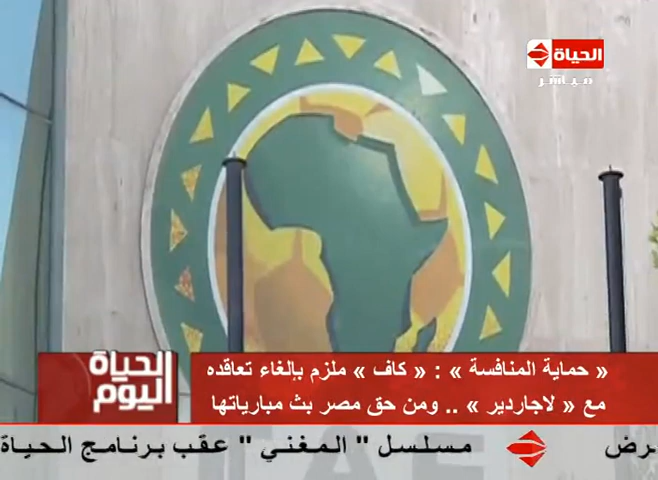 الحياة
مباشر
« حماية المنافسة » : « كاف » ملزم بإلغاء تعاقده
مع « لاجاردير » .. ومن حق مصر بث مبارياتها
الحياة
اليوم
رض
مسلسل " المغني " عقب برنامج الحياة